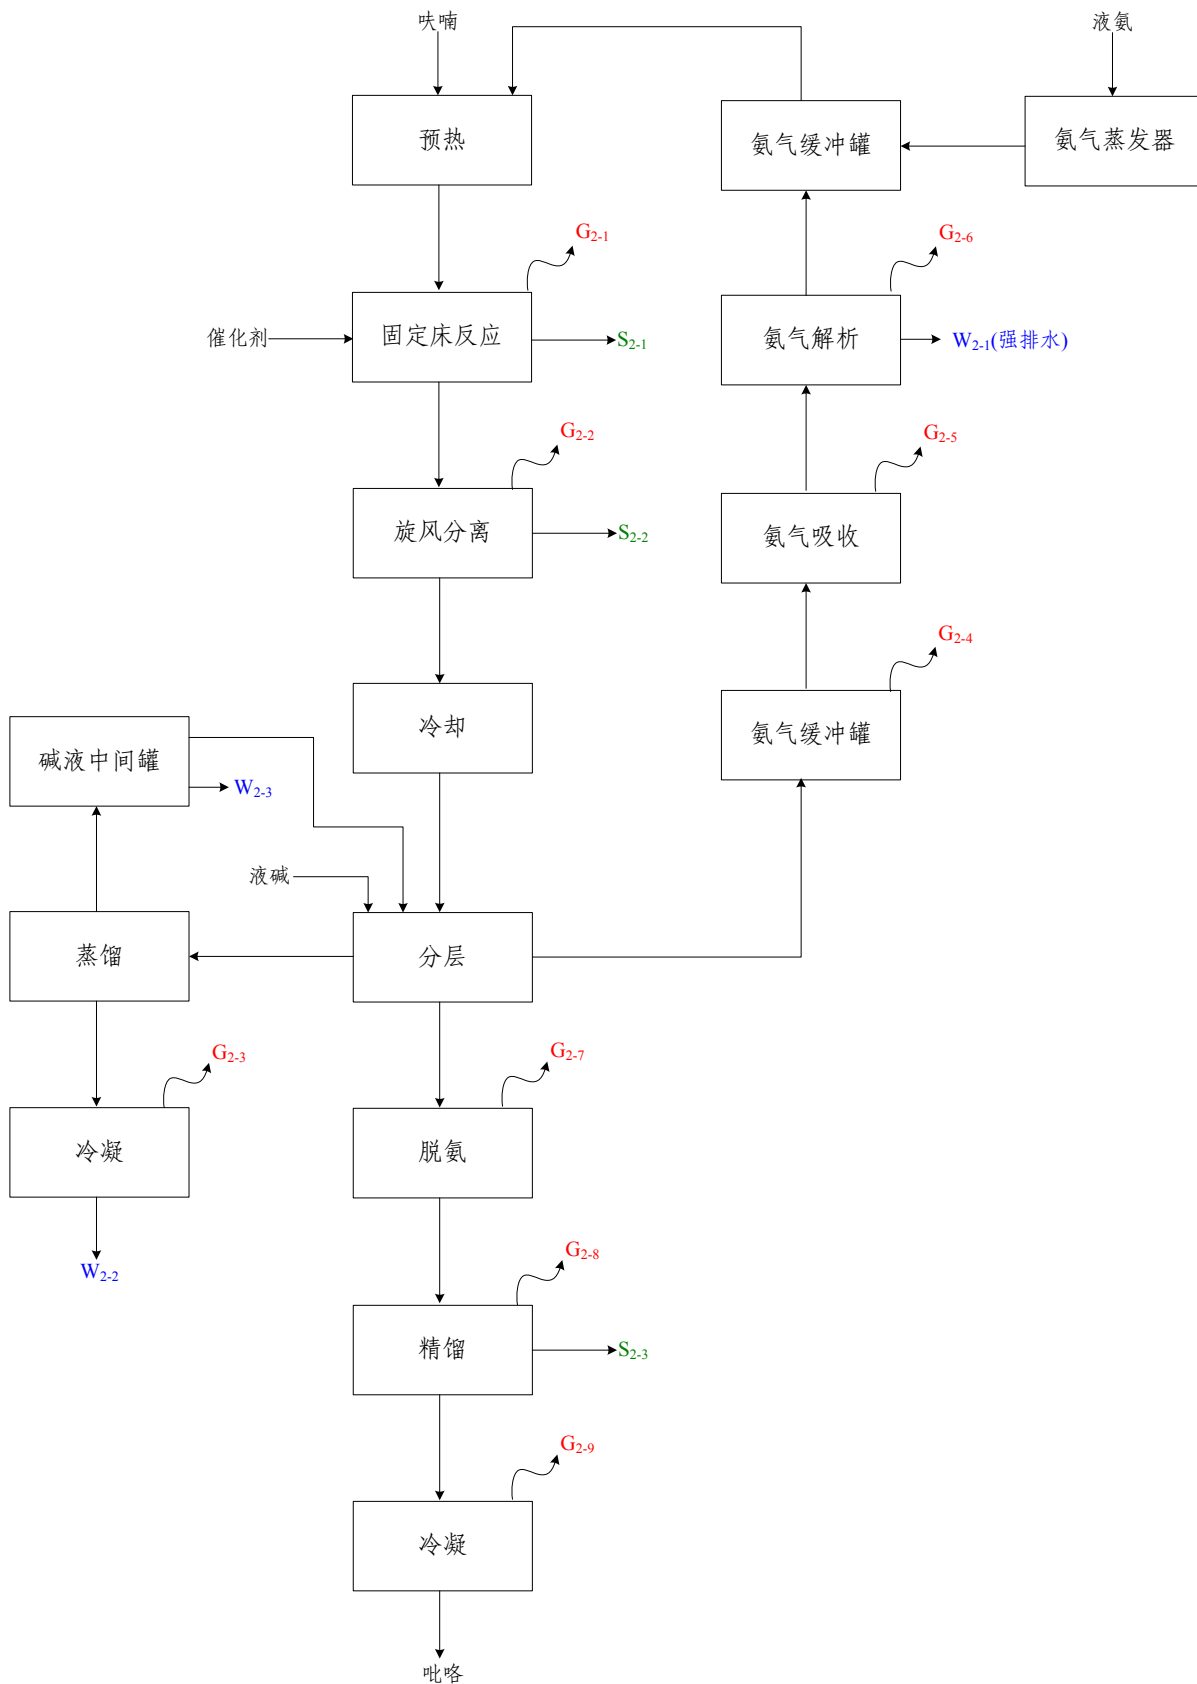 呋喃
液氨
预热
氨气缓冲罐
氨气蒸发器
G2-1
G2-6
催化剂
固定床反应
S2-1
氨气解析
W2-1(强排水)
G2-2
G2-5
旋风分离
S2-2
氨气吸收
G2-4
冷却
氨气缓冲罐
碱液中间罐
W2-3
液碱
蒸馏
分层
G2-3
G2-7
冷凝
脱氨
W2-2
G2-8
精馏
S2-3
G2-9
冷凝
吡咯